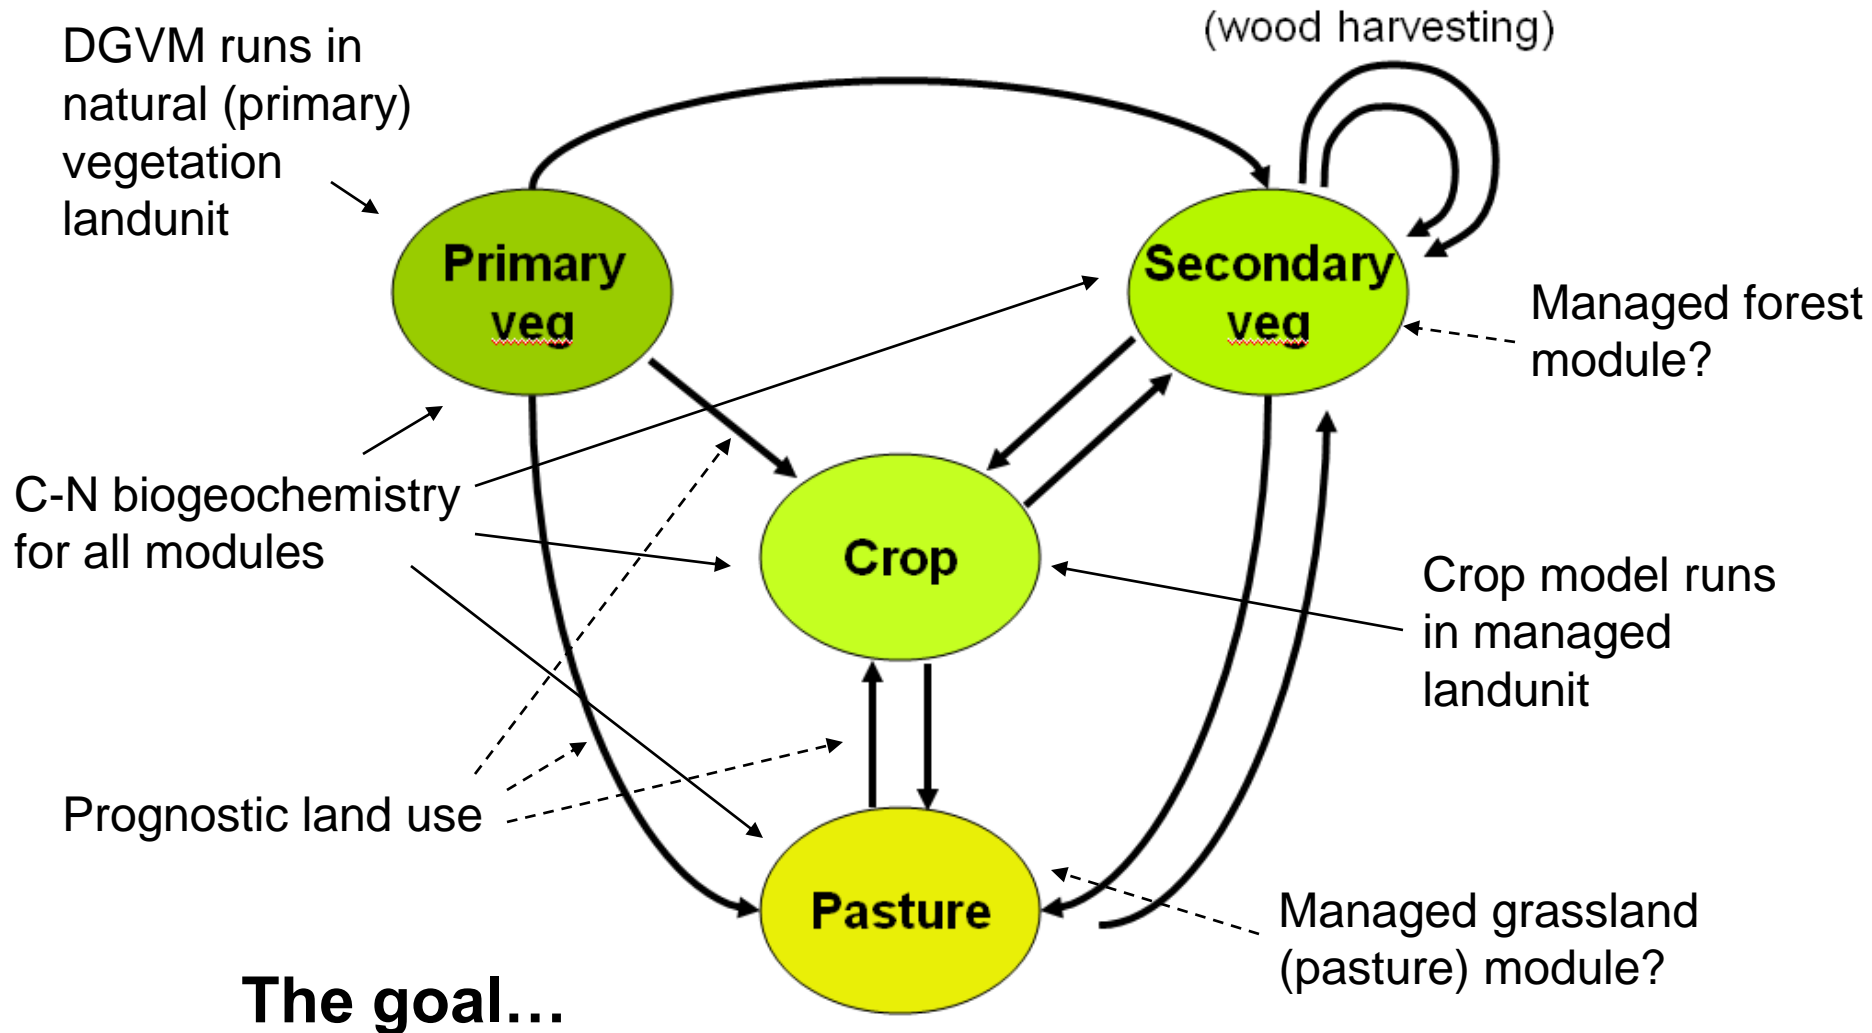 (wood harvesting)
DGVM runs in
natural (primary)
vegetation
landunit
Primary
veg
Secondary
veg
Managed forest
module?
C-N biogeochemistry
for all modules
Crop
Crop model runs
in managed
landunit
Prognostic land use
Pasture
Managed grassland
(pasture) module?
The goal…